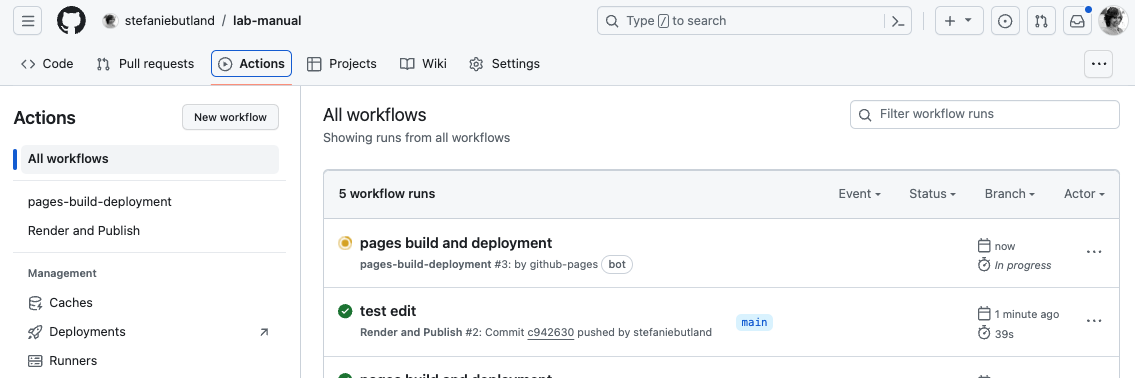 stefaniebutland / lab-manual
Type / to search
Code
Pull requests
Actions
Projects
Wiki
Settings
Actions
New workflow
All workflows
pages-build-deployment
Render and Publish
Management
Caches
Deployments
Runners
All workflows
Showing runs from all workflows
Filter workflow runs
5 workflow runs
Event
Status
Branch
Actor
pages build and deployment
pages-build-deployment #3: by github-pages bot
now
In progress
test edit
Render and Publish #2: Commit c942630 pushed by stefaniebutland
main
1 minute ago
39s
pages build and deployment